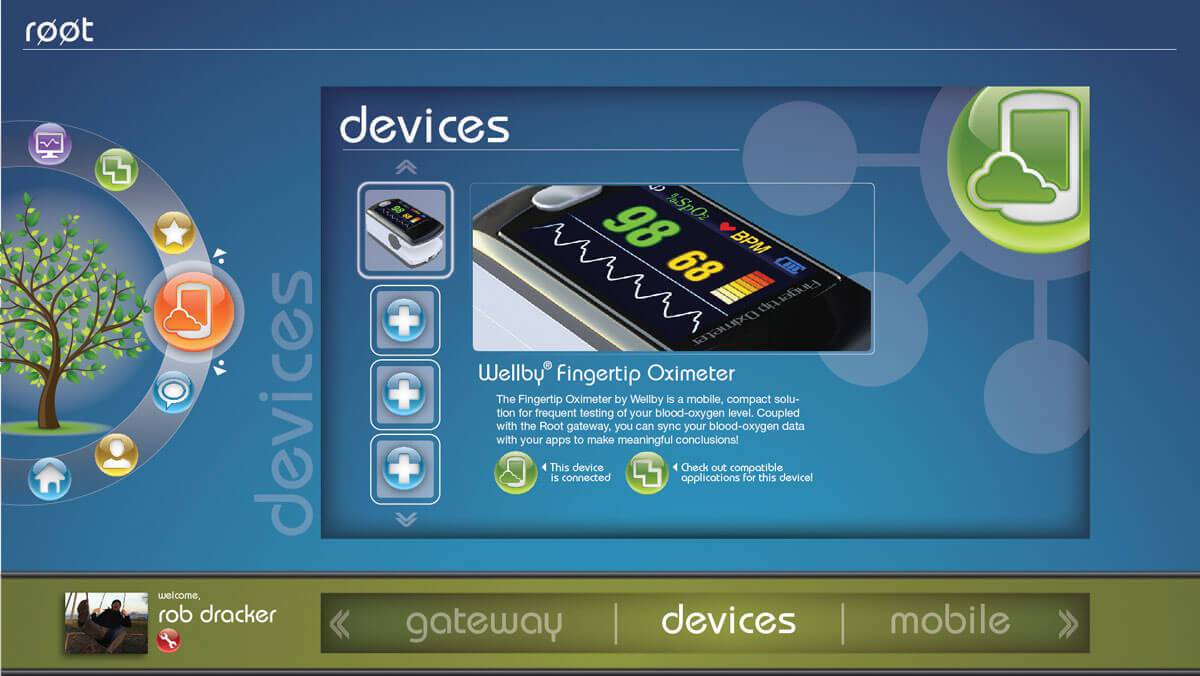 røøt
devices
devices
%SpO2
98
BPM
68
Fingertip Oximeter
98
68
Wellby® Fingertip Oximeter
The Fingertip Oximeter by Wellby is a mobile, compact solu-
tion for frequent testing of your blood-oxygen level. Coupled
with the Root gateway, you can sync your blood-oxygen data
with your apps to make meaningful conclusions!
This device
is connected
Check out compatible
applications for this device!
welcome,
rob dracker
gateway
devices
mobile